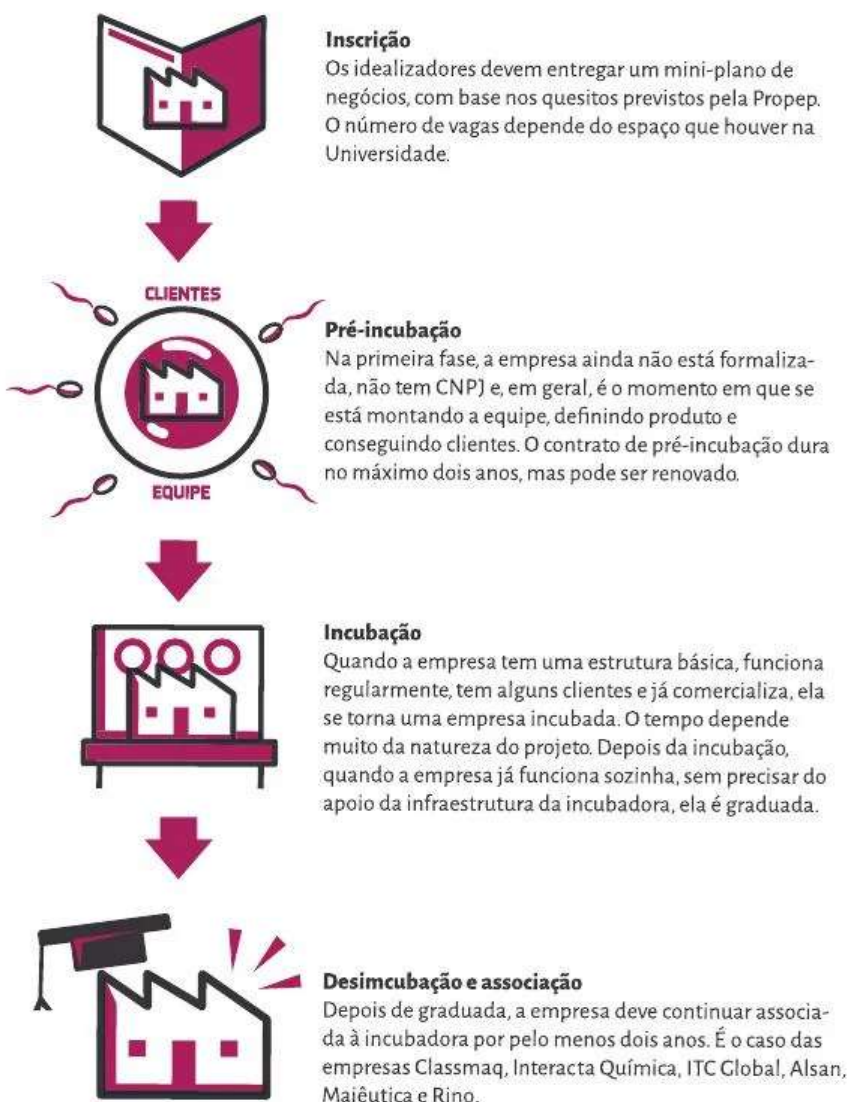 Inscrição
Os idealizadores devem entregar um mini-plano de
negócios, com base nos quesitos previstos pela Propep.
O número de vagas depende do espaço que houver na
Universidade.
CLIENTES
EQUIPE
Pré-incubação
Na primeira fase, a empresa ainda não está formaliza-
da, não tem CNPJ e, em geral, é o momento em que se
está montando a equipe, definindo produto e
conseguindo clientes. O contrato de pré-incubação dura
no máximo dois anos, mas pode ser renovado.
Incubação
Quando a empresa tem uma estrutura básica, funciona
regularmente, tem alguns clientes e já comercializa, ela
se torna uma empresa incubada. O tempo depende
muito da natureza do projeto. Depois da incubação,
quando a empresa já funciona sozinha, sem precisar do
apoio da infraestrutura da incubadora, ela é graduada.
Desimcubação e associação
Depois de graduada, a empresa deve continuar associa-
da à incubadora por pelo menos dois anos. É o caso das
empresas Classmaq, Interacta Química, ITC Global, Alsan,
Maiêutica e Rino.